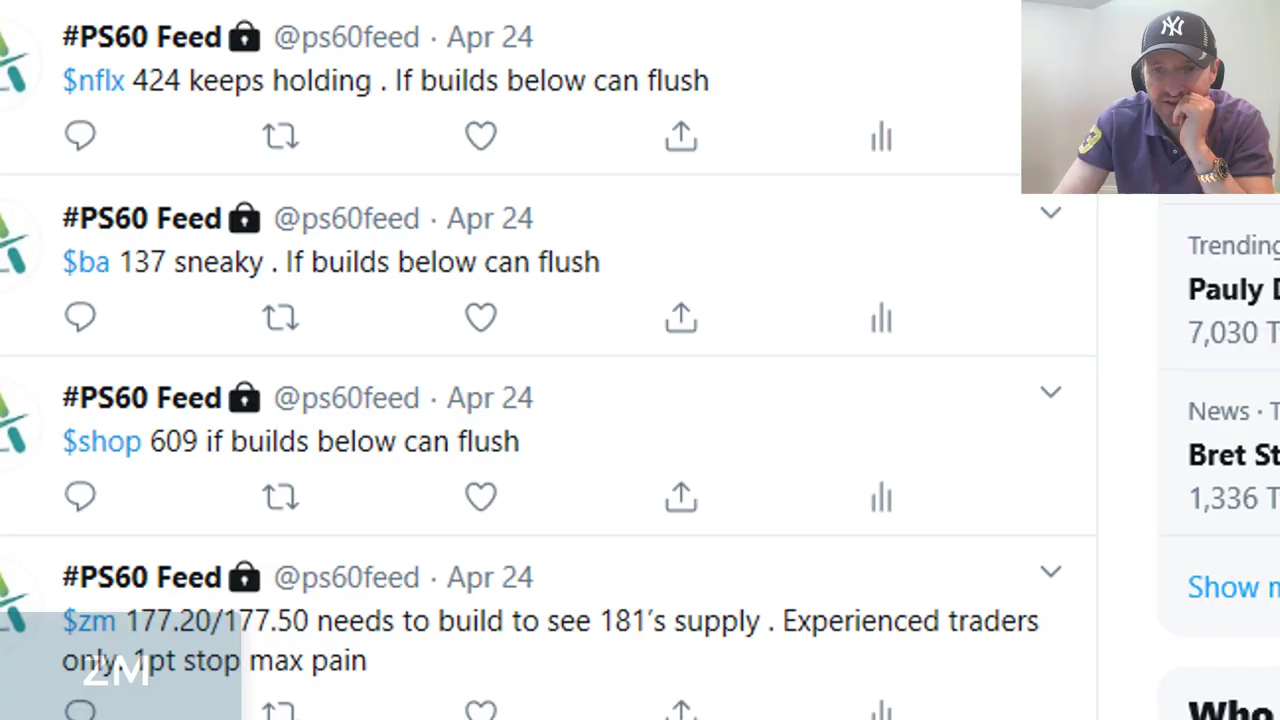 #PS60 Feed @ps60feed · Apr 24
$nflx 424 keeps holding . If builds below can flush
#PS60 Feed @ps60feed · Apr 24
$ba 137 sneaky . If builds below can flush
#PS60 Feed @ps60feed · Apr 24
$shop 609 if builds below can flush
#PS60 Feed @ps60feed · Apr 24
$zm 177.20/177.50 needs to build to see 181's supply . Experienced traders
only. 1pt stop max pain
ZM
NY
3
Trending
Pauly D
7,030 T
News · T
Bret St
1,336 T
Show m
Who